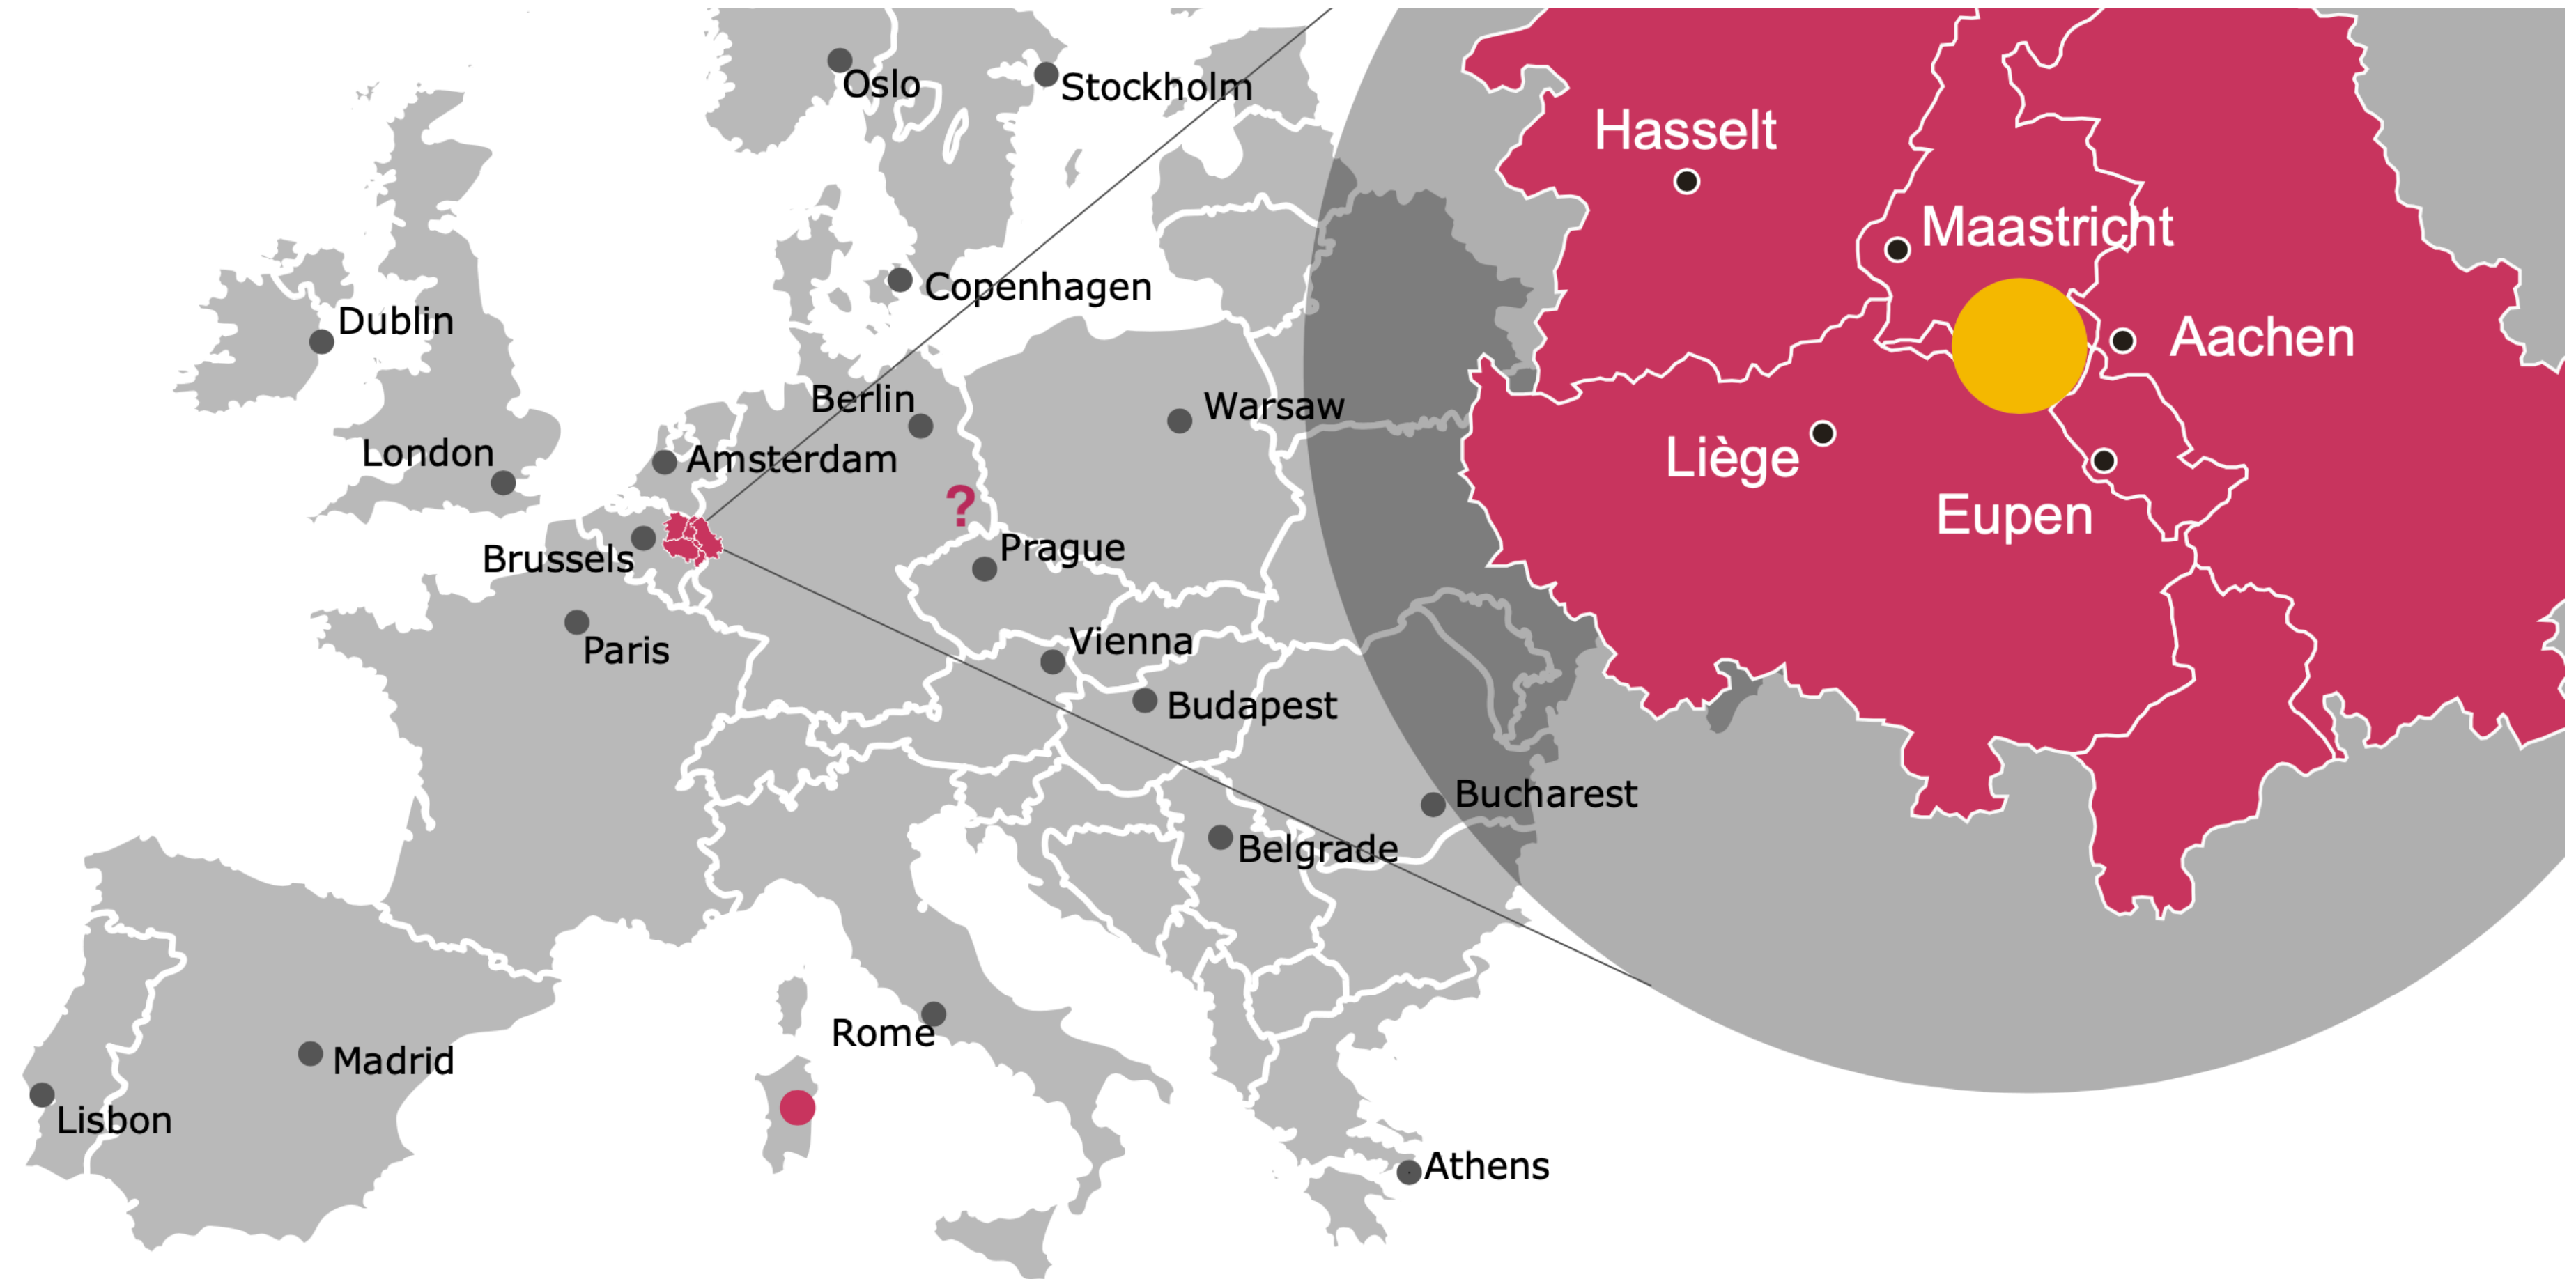 Oslo
Stockholm
Hasselt
Maastricht
Copenhagen
Dublin
Aachen
Berlin
Warsaw
London
Amsterdam
Liège
?
Eupen
Brussels
Prague
Paris
Vienna
Budapest
Bucharest
Belgrade
Rome
Madrid
Lisbon
Athens